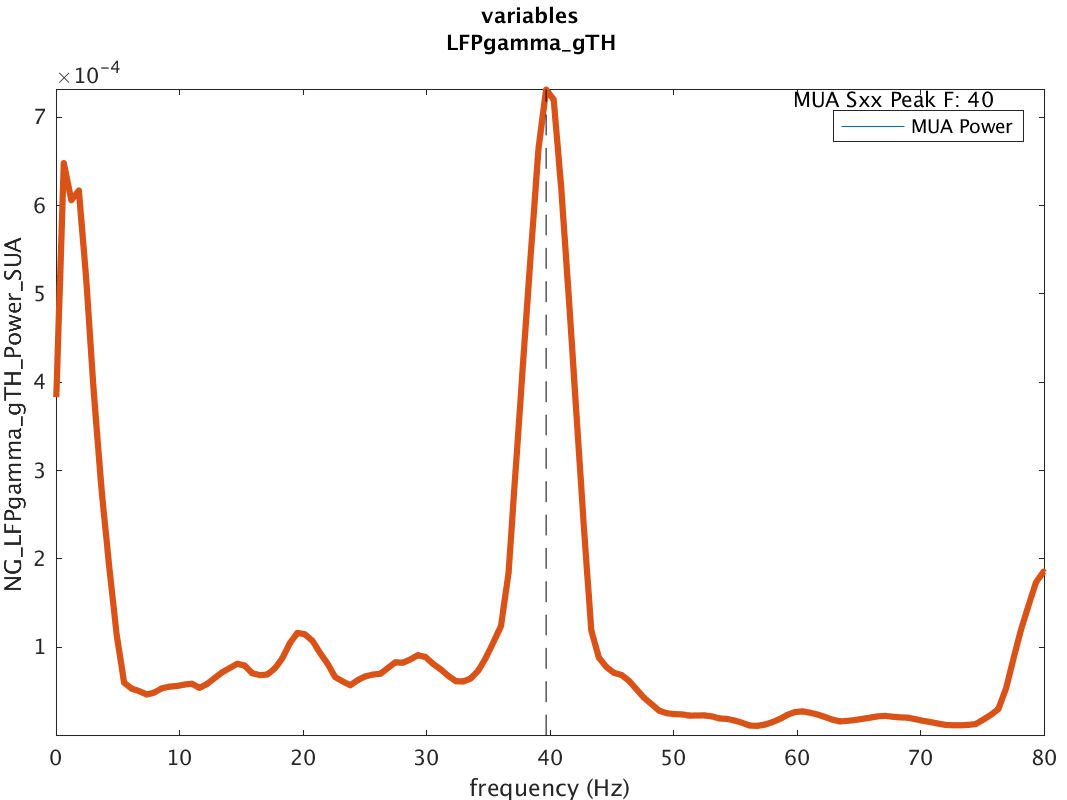 variables
LFPgamma_gTH
×10⁻⁴
MUA Sxx Peak F: 40
MUA Power
7
6
5
4
3
2
1
NG_LFPgamma_gTH_Power_SUA
0 10 20 30 40 50 60 70 80
frequency (Hz)